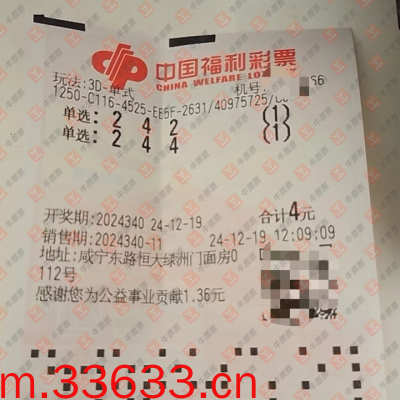 中国福利彩票
CHINA WELFARE LO
玩法:3D-单式
机号:
66
1250-C116-4525-EB5F-2631/40975725/
单选: 2 4 2 {1}
单选: 2 4 4 {1}
开奖期:2024340 24-12-19 合计4元
销售期:2024340-11 24-12-19 12:09:09
地址:咸宁东路恒大绿洲门面房0
112号
感谢您为公益事业贡献1.36元
m.33633.cn